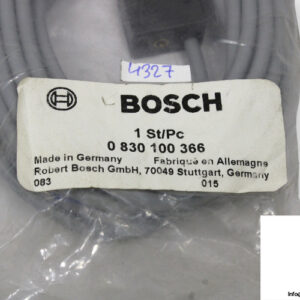 4327
BOSCH
1 St/Pc
0 830 100 366
Made in Germany Fabrique en Allemagne
Robert Bosch GmbH, 70049 Stuttgart, Germany
083 015